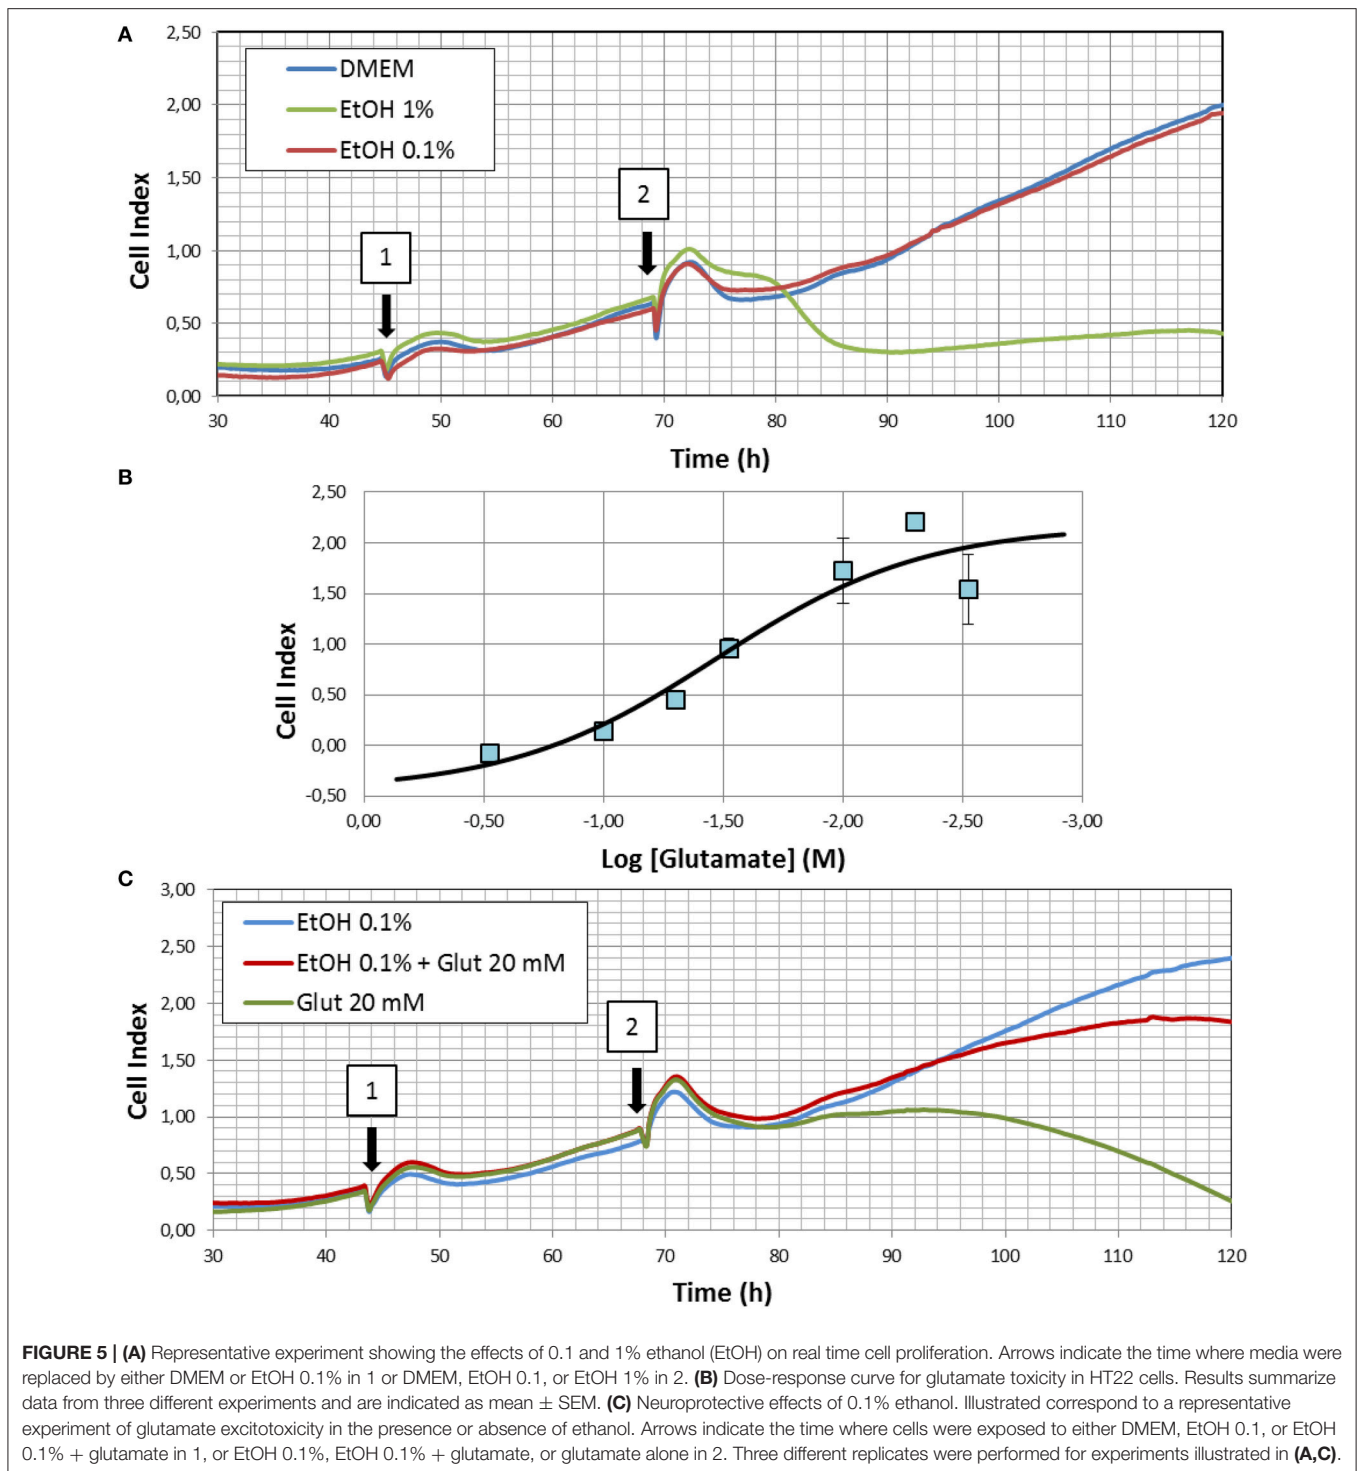 A
2,50
2,00
1,50
1,00
0,50
0,00
Cell Index
DMEM
EtOH 1%
EtOH 0.1%
1
2
30 40 50 60 70 80 90 100 110 120
Time (h)
B
2,50
2,00
1,50
1,00
0,50
0,00
-0,50
Cell Index
0,00 -0,50 -1,00 -1,50 -2,00 -2,50 -3,00
Log [Glutamate] (M)
C
3,00
2,50
2,00
1,50
1,00
0,50
0,00
Cell Index
EtOH 0.1%
EtOH 0.1% + Glut 20 mM
Glut 20 mM
1
2
30 40 50 60 70 80 90 100 110 120
Time (h)
FIGURE 5 | (A) Representative experiment showing the effects of 0.1 and 1% ethanol (EtOH) on real time cell proliferation. Arrows indicate the time where media were
replaced by either DMEM or EtOH 0.1% in 1 or DMEM, EtOH 0.1, or EtOH 1% in 2. (B) Dose-response curve for glutamate toxicity in HT22 cells. Results summarize
data from three different experiments and are indicated as mean ± SEM. (C) Neuroprotective effects of 0.1% ethanol. Illustrated correspond to a representative
experiment of glutamate excitotoxicity in the presence or absence of ethanol. Arrows indicate the time where cells were exposed to either DMEM, EtOH 0.1, or EtOH
0.1% + glutamate in 1, or EtOH 0.1%, EtOH 0.1% + glutamate, or glutamate alone in 2. Three different replicates were performed for experiments illustrated in (A,C).